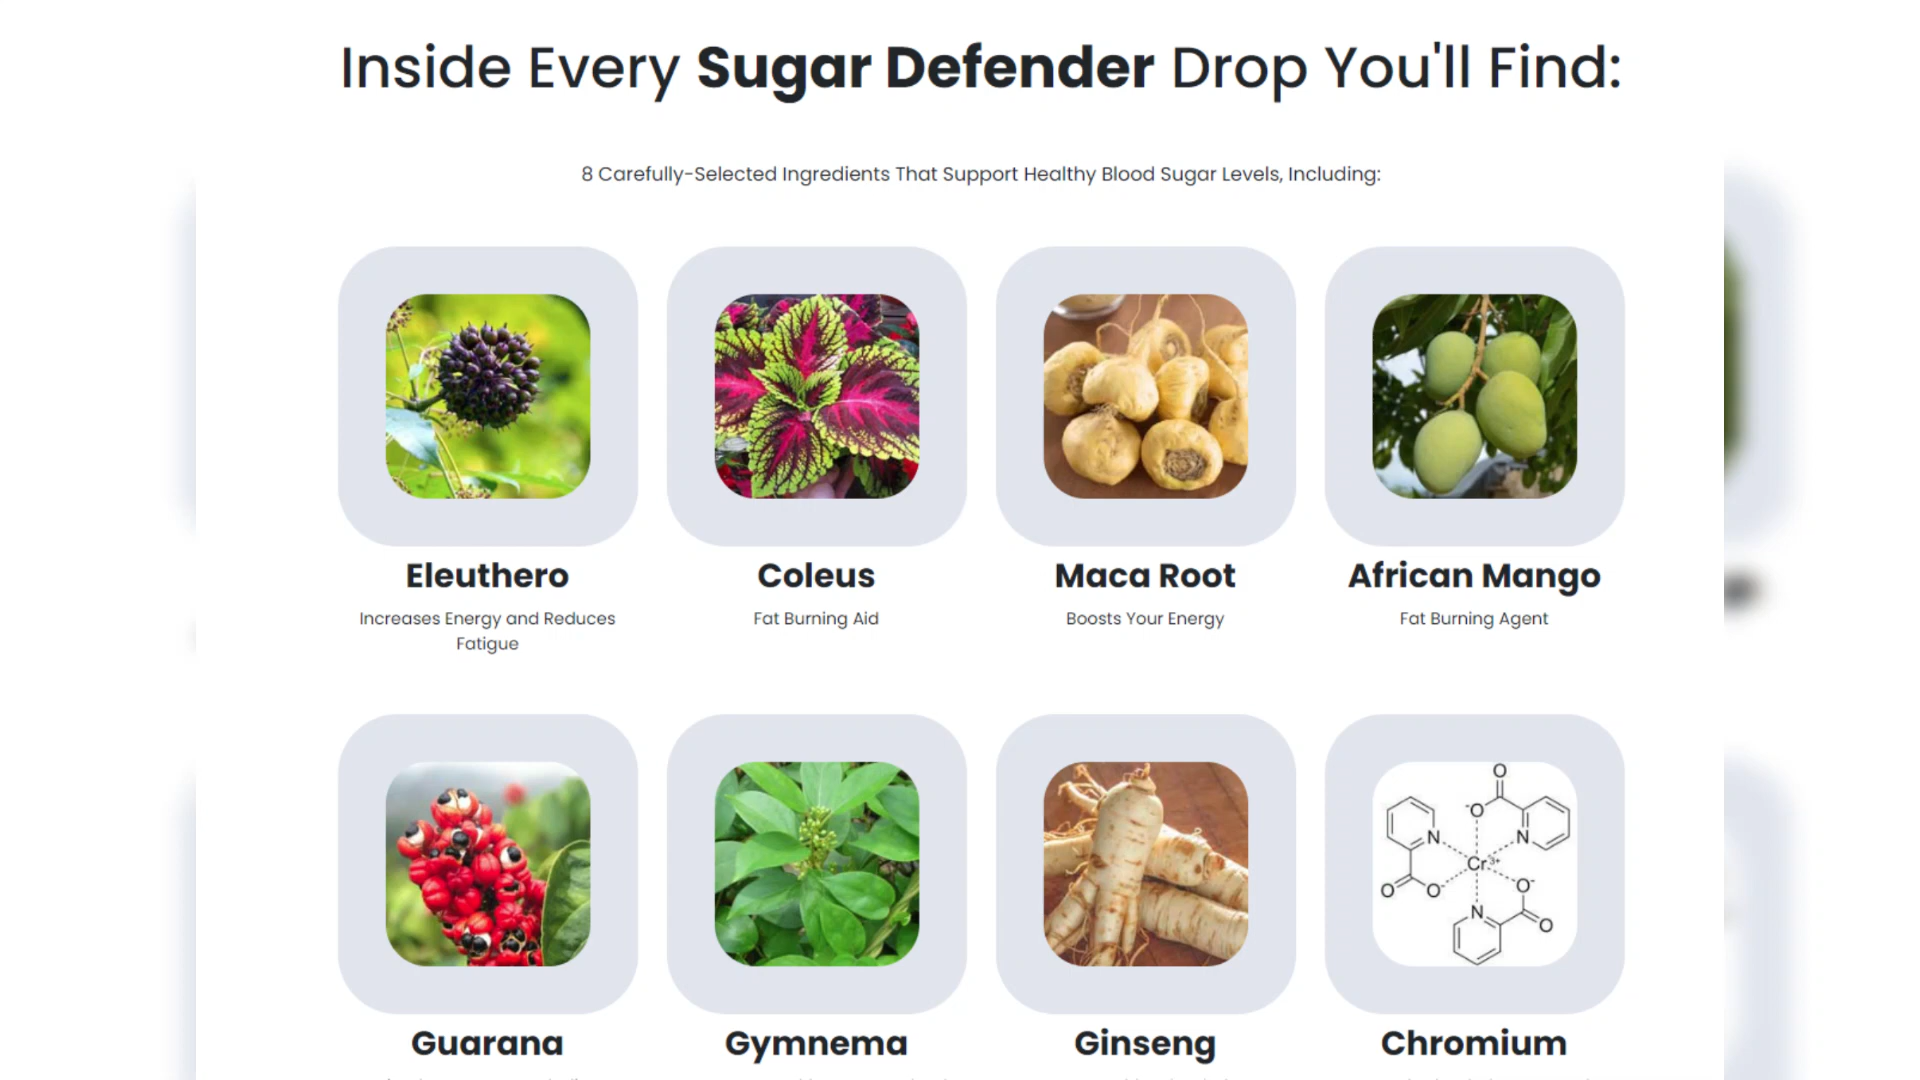 Inside Every Sugar Defender Drop You'll Find:
8 Carefully-Selected Ingredients That Support Healthy Blood Sugar Levels, Including:
Eleuthero
Coleus
Maca Root
African Mango
Increases Energy and Reduces
Fatigue
Fat Burning Aid
Boosts Your Energy
Fat Burning Agent
O
-O
N
N
Cr3+
O
O-
O-
N
O
Guarana
Gymnema
Ginseng
Chromium